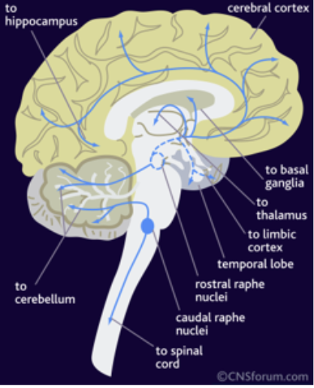 to
hippocampus
cerebral cortex
to basal
ganglia
to
thalamus
to limbic
cortex
temporal lobe
rostral raphe
nuclei
to
cerebellum
caudal raphe
nuclei
to spinal
cord
©CNSforum.com